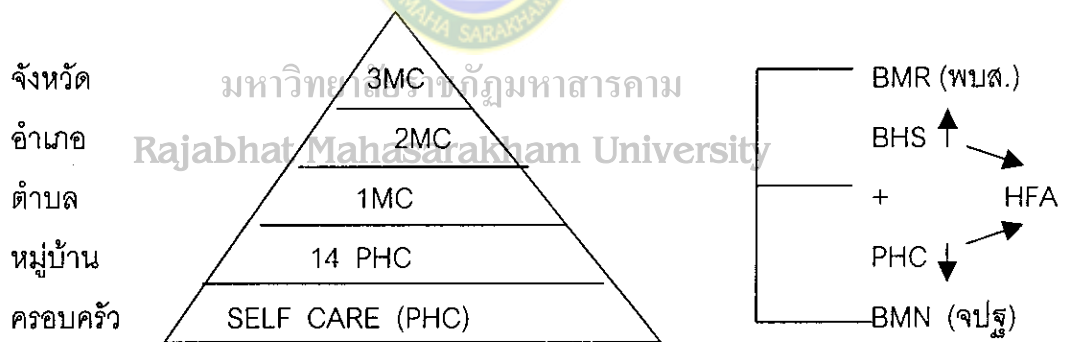 MAHA SARAKHAM
จังหวัด 3MC BMR (พบส.)
มหาวิทยาลัยราชภัฏมหาสารคาม
อำเภอ 2MC BHS
Rajabhat Mahasarakham University
ตำบล 1MC + HFA
หมู่บ้าน 14 PHC PHC
ครอบครัว SELF CARE (PHC) BMN (จปฐ)